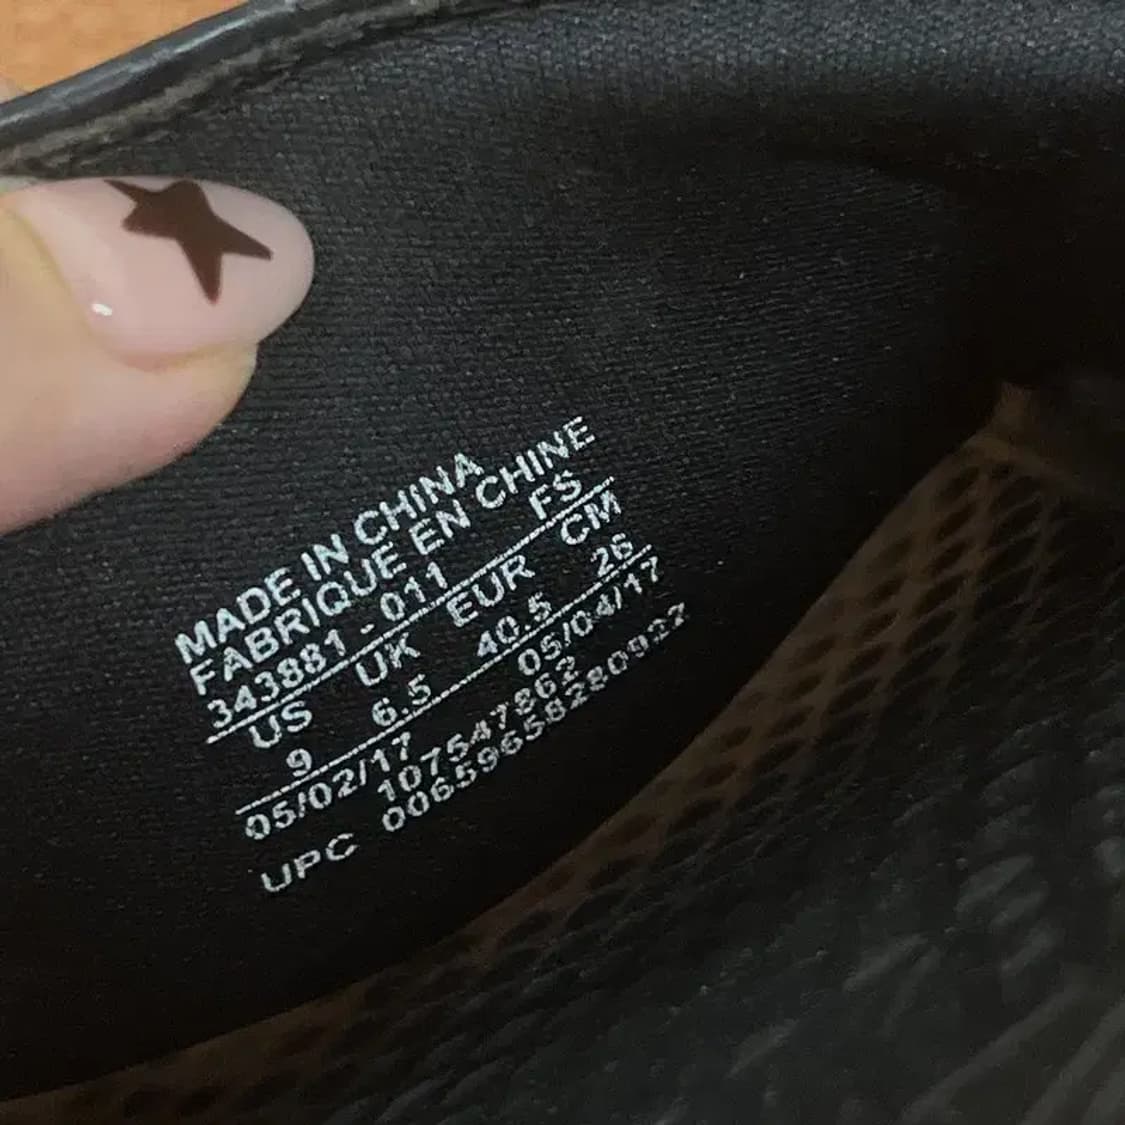 MADE IN CHINA
FABRIQUE EN CHINE
343881 - 011 FS
US UK EUR CM
9 6.5 40.5 26
05/02/17 05/04/17
107547862
UPC 00659658280927